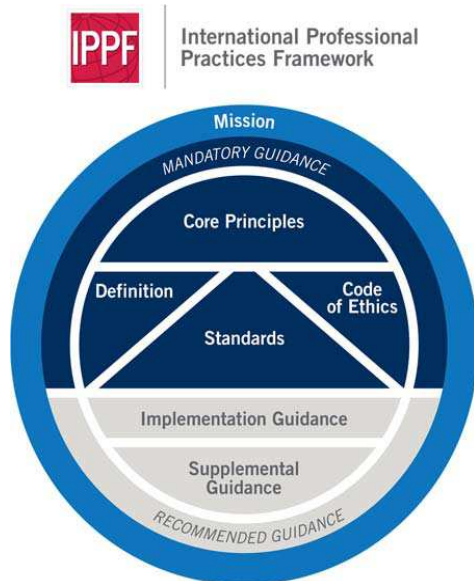 IPPF
International Professional
Practices Framework
Mission
MANDATORY GUIDANCE
Core Principles
Definition
Code
of Ethics
Standards
Implementation Guidance
Supplemental
Guidance
RECOMMENDED GUIDANCE